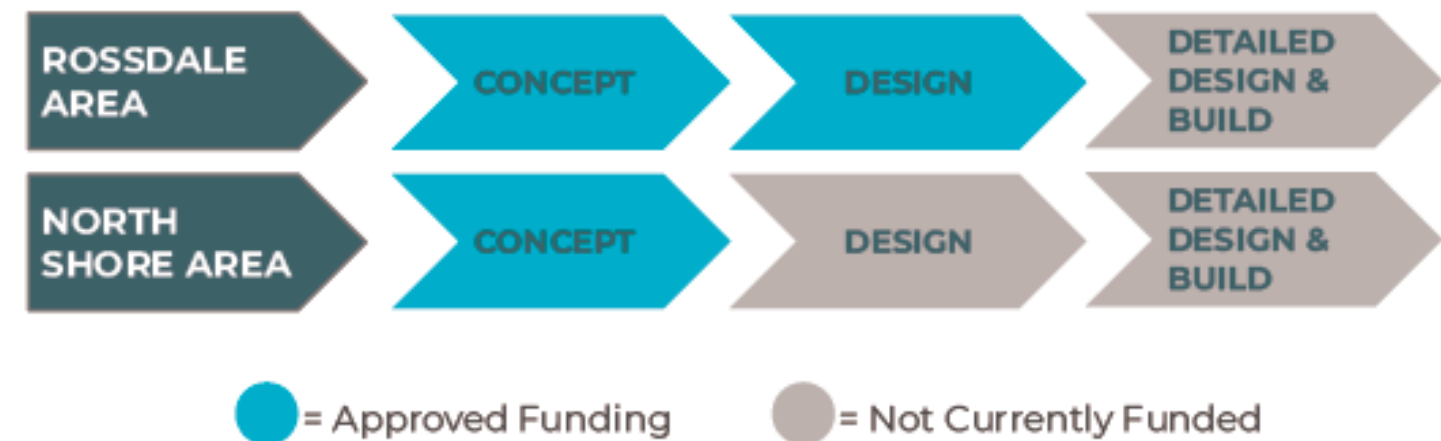 ROSSDALE
AREA
CONCEPT
DESIGN
DETAILED
DESIGN &
BUILD
NORTH
SHORE AREA
CONCEPT
DESIGN
DETAILED
DESIGN &
BUILD
= Approved Funding
= Not Currently Funded